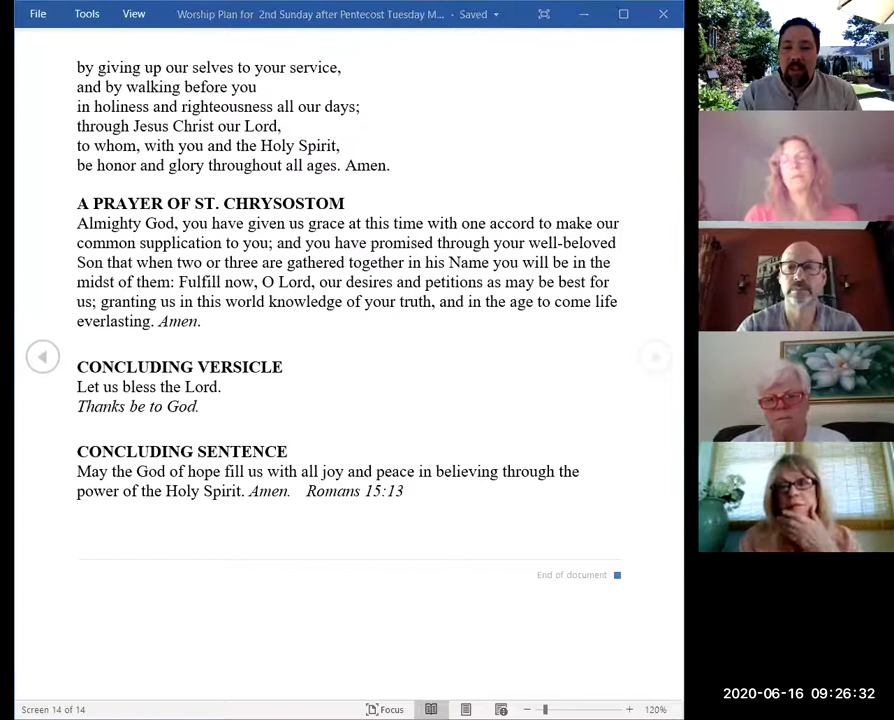 File Tools View Worship Plan for 2nd Sunday after Pentecost Tuesday M... - Saved
by giving up our selves to your service,
and by walking before you
in holiness and righteousness all our days;
through Jesus Christ our Lord,
to whom, with you and the Holy Spirit,
be honor and glory throughout all ages. Amen.
A PRAYER OF ST. CHRYSOSTOM
Almighty God, you have given us grace at this time with one accord to make our
common supplication to you; and you have promised through your well-beloved
Son that when two or three are gathered together in his Name you will be in the
midst of them: Fulfill now, O Lord, our desires and petitions as may be best for
us; granting us in this world knowledge of your truth, and in the age to come life
everlasting. Amen.
CONCLUDING VERSICLE
Let us bless the Lord.
Thanks be to God.
CONCLUDING SENTENCE
May the God of hope fill us with all joy and peace in believing through the
power of the Holy Spirit. Amen. Romans 15:13
End of document
Screen 14 of 14 Focus 120%
2020-06-16 09:26:32